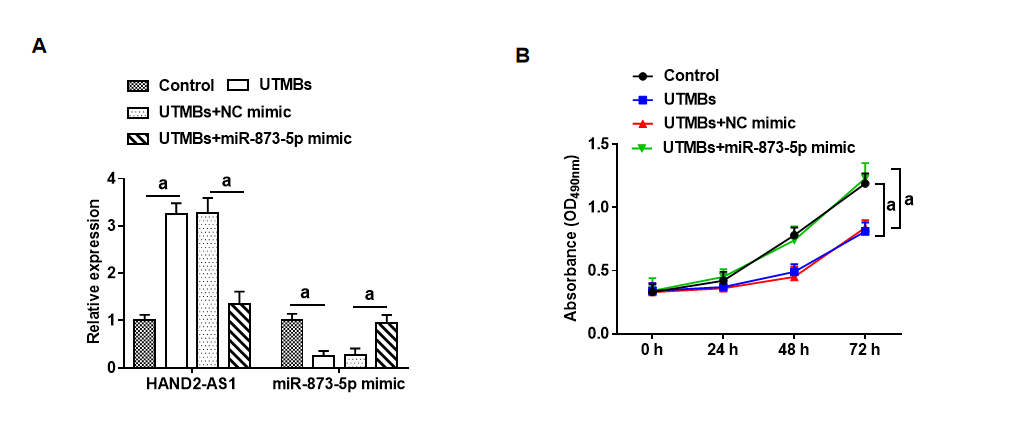 A
Control
UTMBs
UTMBs+NC mimic
UTMBs+miR-873-5p mimic
a
a
a
a
Relative expression
4
3
2
1
0
HAND2-AS1
miR-873-5p mimic
B
Control
UTMBs
UTMBs+NC mimic
UTMBs+miR-873-5p mimic
Absorbance (OD490nm)
1.5
1.0
0.5
0.0
0 h
24 h
48 h
72 h
a
a